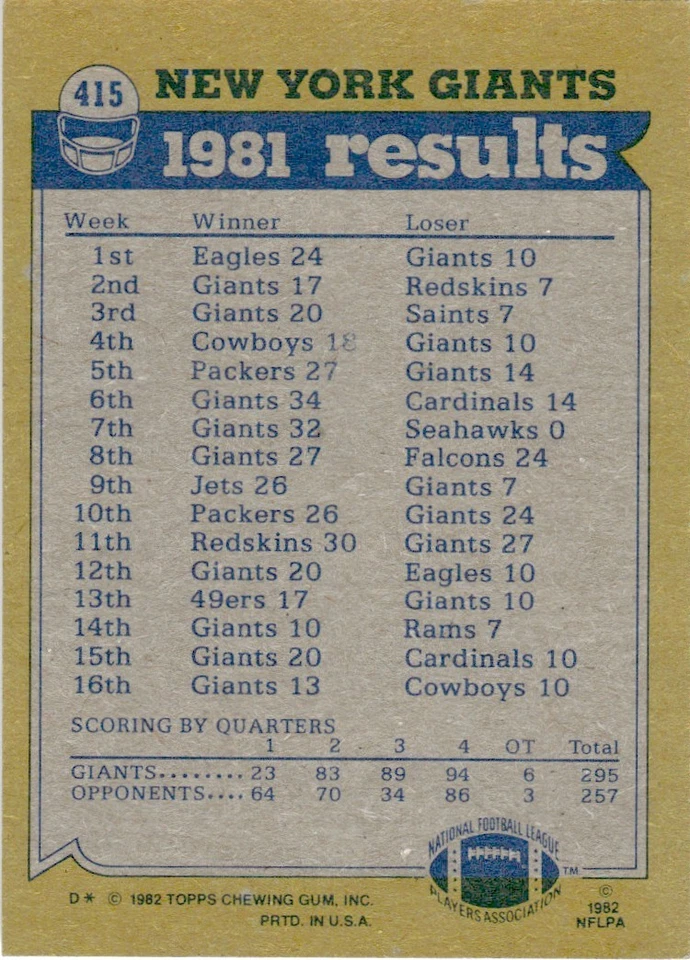 415 NEW YORK GIANTS
1981 results
Week Winner Loser
1st Eagles 24 Giants 10
2nd Giants 17 Redskins 7
3rd Giants 20 Saints 7
4th Cowboys 18 Giants 10
5th Packers 27 Giants 14
6th Giants 34 Cardinals 14
7th Giants 32 Seahawks 0
8th Giants 27 Falcons 24
9th Jets 26 Giants 7
10th Packers 26 Giants 24
11th Redskins 30 Giants 27
12th Giants 20 Eagles 10
13th 49ers 17 Giants 10
14th Giants 10 Rams 7
15th Giants 20 Cardinals 10
16th Giants 13 Cowboys 10
SCORING BY QUARTERS
1 2 3 4 OT Total
GIANTS........ 23 83 89 94 6 295
OPPONENTS.... 64 70 34 86 3 257
NATIONAL FOOTBALL LEAGUE
PLAYERS ASSOCIATION
TM
D* © 1982 TOPPS CHEWING GUM, INC.
PRTD. IN U.S.A.
©
1982
NFLPA